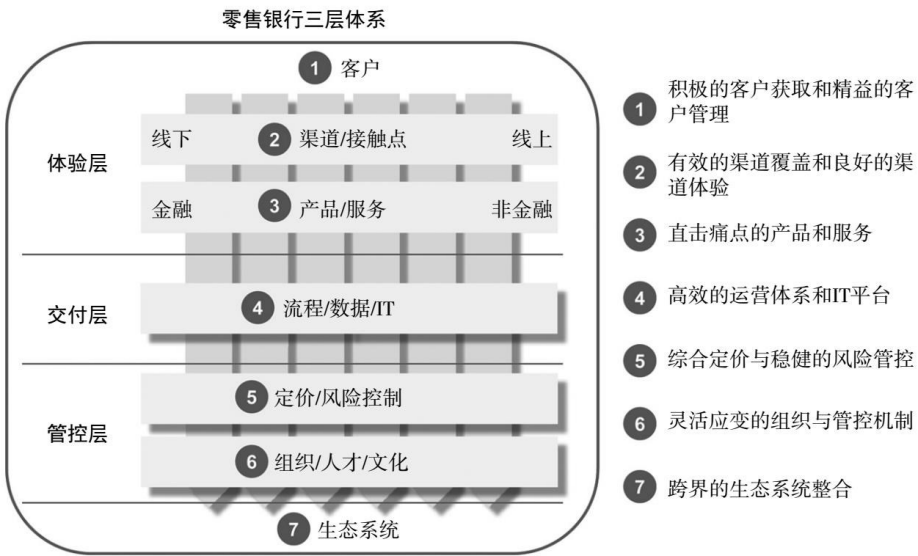 零售银行三层体系
1 客户
体验层
线下 2 渠道/接触点 线上
金融 3 产品/服务 非金融
交付层
4 流程/数据/IT
管控层
5 定价/风险控制
6 组织/人才/文化
7 生态系统
1 积极的客户获取和精益的客
户管理
2 有效的渠道覆盖和良好的渠
道体验
3 直击痛点的产品和服务
4 高效的运营体系和IT平台
5 综合定价与稳健的风险管控
6 灵活应变的组织与管控机制
7 跨界的生态系统整合